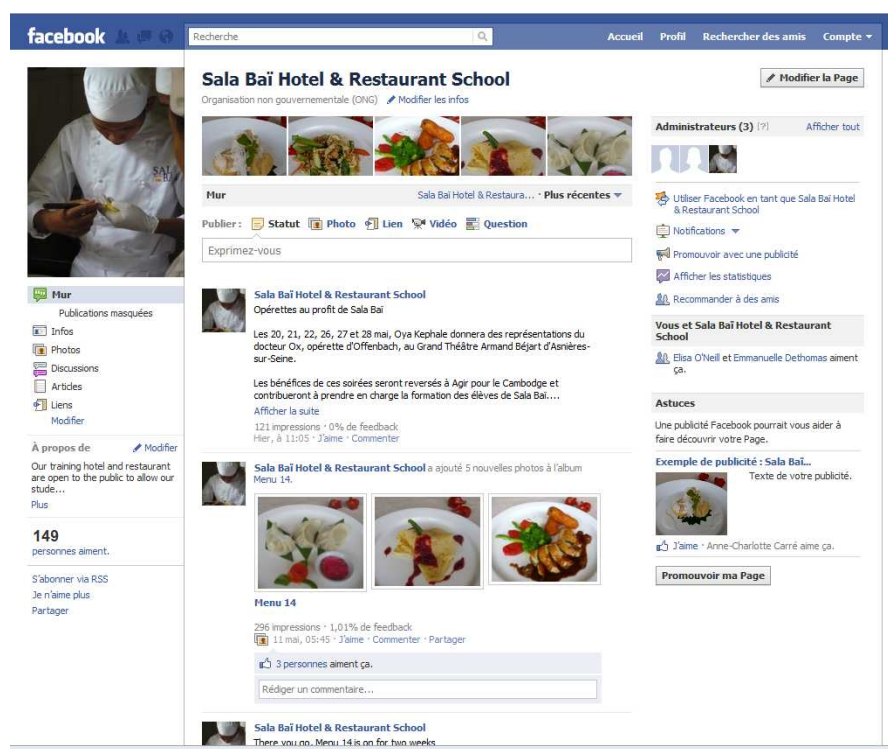 facebook
Recherche
Accueil Profil Rechercher des amis Compte
SALA BAÏ
Mur
Publications masquées
Infos
Photos
Discussions
Articles
Liens
Modifier
À propos de Modifier
Our training hotel and restaurant
are open to the public to allow our
stude...
Plus
149
personnes aiment.
S'abonner via RSS
Je n'aime plus
Partager
Sala Baï Hotel & Restaurant School
Organisation non gouvernementale (ONG) Modifier les infos
Mur Sala Baï Hotel & Restaura... · Plus récentes
Publier : Statut Photo Lien Vidéo Question
Exprimez-vous
Sala Baï Hotel & Restaurant School
Opérettes au profit de Sala Baï
Les 20, 21, 22, 26, 27 et 28 mai, Oya Kephale donnera des représentations du
docteur Ox, opérette d'Offenbach, au Grand Théâtre Armand Béjart d'Asnières-
sur-Seine.
Les bénéfices de ces soirées seront reversés à Agir pour le Cambodge et
contribueront à prendre en charge la formation des élèves de Sala Baï....
Afficher la suite
121 impressions · 0% de feedback
Hier, à 11:05 · J'aime · Commenter
Sala Baï Hotel & Restaurant School a ajouté 5 nouvelles photos à l'album
Menu 14.
Menu 14
296 impressions · 1,01% de feedback
11 mai, 05:45 · J'aime · Commenter · Partager
3 personnes aiment ça.
Rédiger un commentaire...
Sala Baï Hotel & Restaurant School
There you go, Menu 14 is on for two weeks
Modifier la Page
Administrateurs (3) [?] Afficher tout
Utiliser Facebook en tant que Sala Baï Hotel
& Restaurant School
Notifications
Promouvoir avec une publicité
Afficher les statistiques
Recommander à des amis
Vous et Sala Baï Hotel & Restaurant
School
Elisa O'Neill et Emmanuelle Dethomas aiment
ça.
Astuces
Une publicité Facebook pourrait vous aider à
faire découvrir votre Page.
Exemple de publicité : Sala Baï...
Texte de votre publicité.
J'aime · Anne-Charlotte Carré aime ça.
Promouvoir ma Page